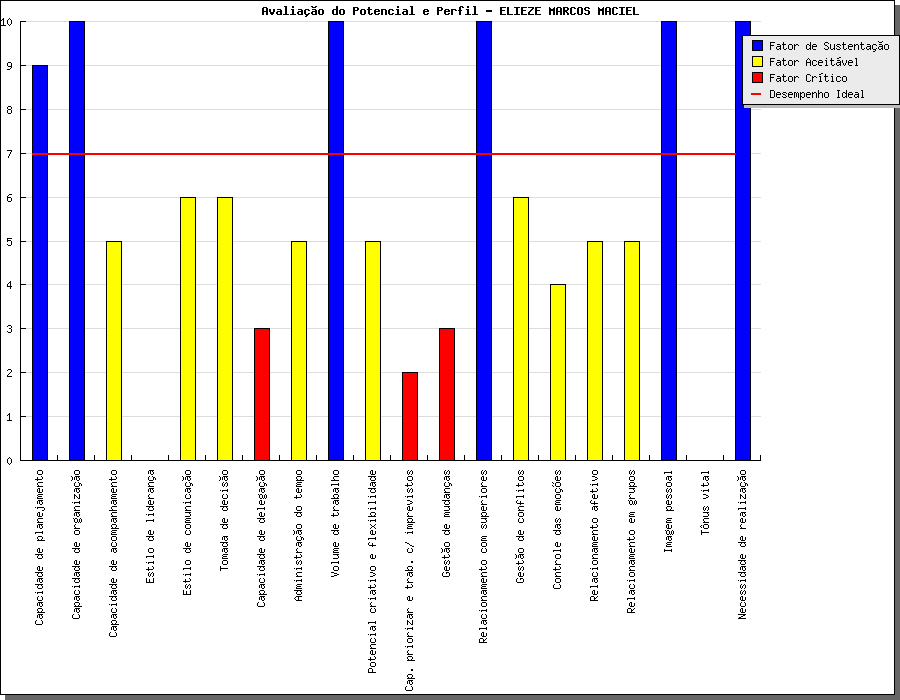 Avaliação do Potencial e Perfil - ELIEZE MARCOS MACIEL
10
9
8
7
6
5
4
3
2
1
0
Fator de Sustentação
Fator Aceitável
Fator Crítico
Desempenho Ideal
Capacidade de planejamento
Capacidade de organização
Capacidade de acompanhamento
Estilo de liderança
Estilo de comunicação
Tomada de decisão
Capacidade de delegação
Administração do tempo
Volume de trabalho
Potencial criativo e flexibilidade
Cap. priorizar e trab. c/ imprevistos
Gestão de mudanças
Relacionamento com superiores
Gestão de conflitos
Controle das emoções
Relacionamento afetivo
Relacionamento em grupos
Imagem pessoal
Tônus vital
Necessidade de realização